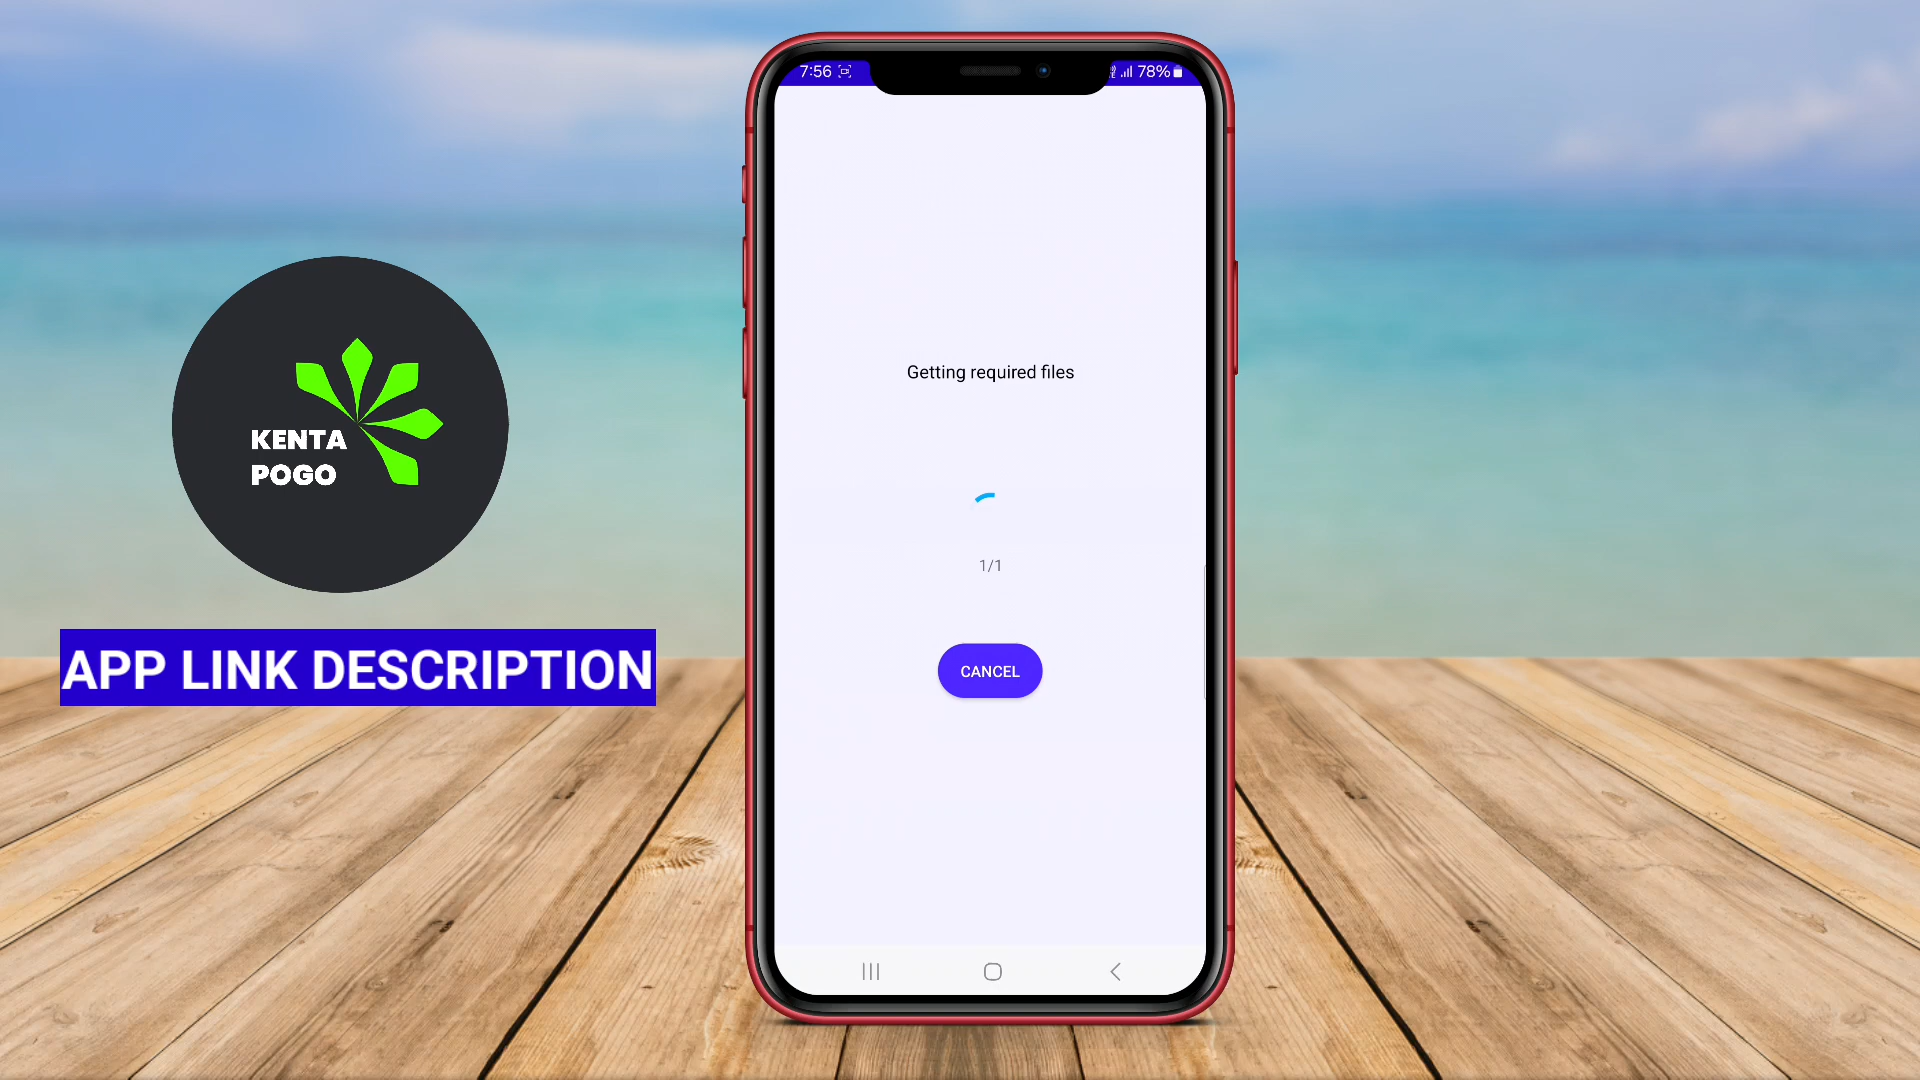 7:56
78%
Getting required files
1/1
CANCEL
KENTA
POGO
APP LINK DESCRIPTION